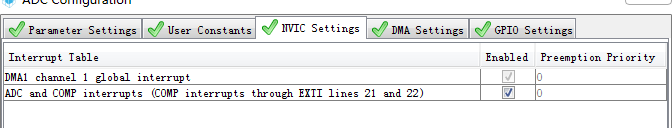 ADC Configuration
Parameter Settings User Constants NVIC Settings DMA Settings GPIO Settings
Interrupt Table Enabled Preemption Priority
DMA1 channel 1 global interrupt 0
ADC and COMP interrupts (COMP interrupts through EXTI lines 21 and 22) 0